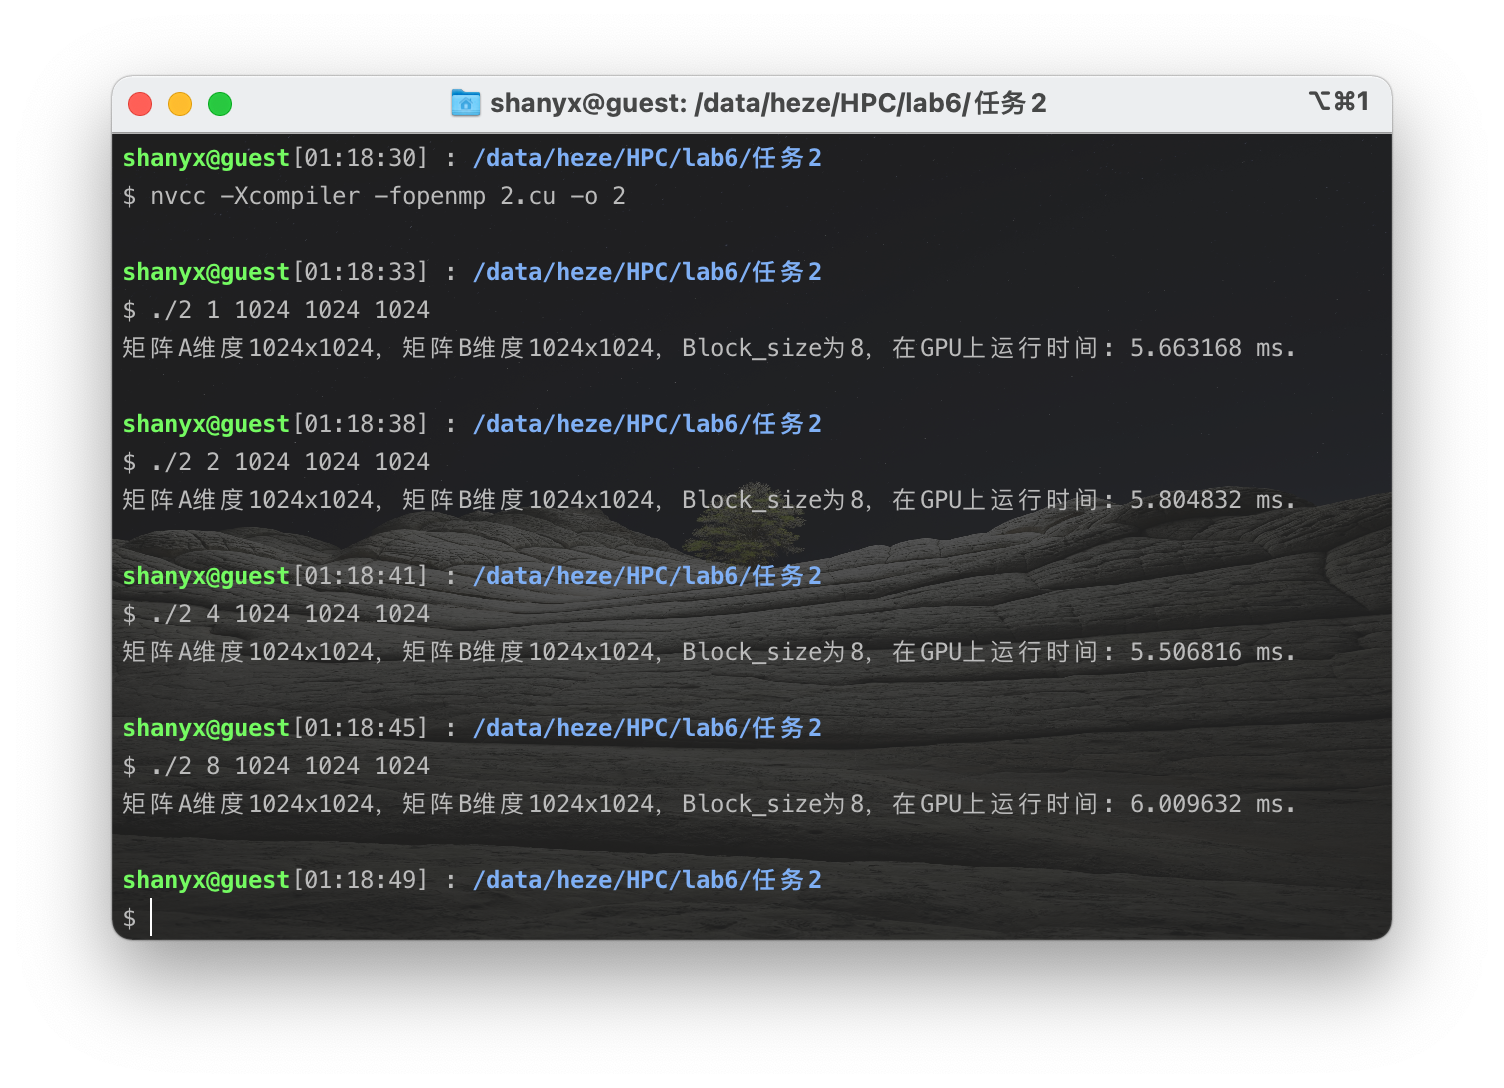 shanyx@guest: /data/heze/HPC/lab6/任务2
⌥⌘1
shanyx@guest[01:18:30] : /data/heze/HPC/lab6/任务2
$ nvcc -Xcompiler -fopenmp 2.cu -o 2
shanyx@guest[01:18:33] : /data/heze/HPC/lab6/任务2
$ ./2 1 1024 1024 1024
矩阵A维度1024x1024, 矩阵B维度1024x1024, Block_size为8, 在GPU上运行时间: 5.663168 ms.
shanyx@guest[01:18:38] : /data/heze/HPC/lab6/任务2
$ ./2 2 1024 1024 1024
矩阵A维度1024x1024, 矩阵B维度1024x1024, Block_size为8, 在GPU上运行时间: 5.804832 ms.
shanyx@guest[01:18:41] : /data/heze/HPC/lab6/任务2
$ ./2 4 1024 1024 1024
矩阵A维度1024x1024, 矩阵B维度1024x1024, Block_size为8, 在GPU上运行时间: 5.506816 ms.
shanyx@guest[01:18:45] : /data/heze/HPC/lab6/任务2
$ ./2 8 1024 1024 1024
矩阵A维度1024x1024, 矩阵B维度1024x1024, Block_size为8, 在GPU上运行时间: 6.009632 ms.
shanyx@guest[01:18:49] : /data/heze/HPC/lab6/任务2
$